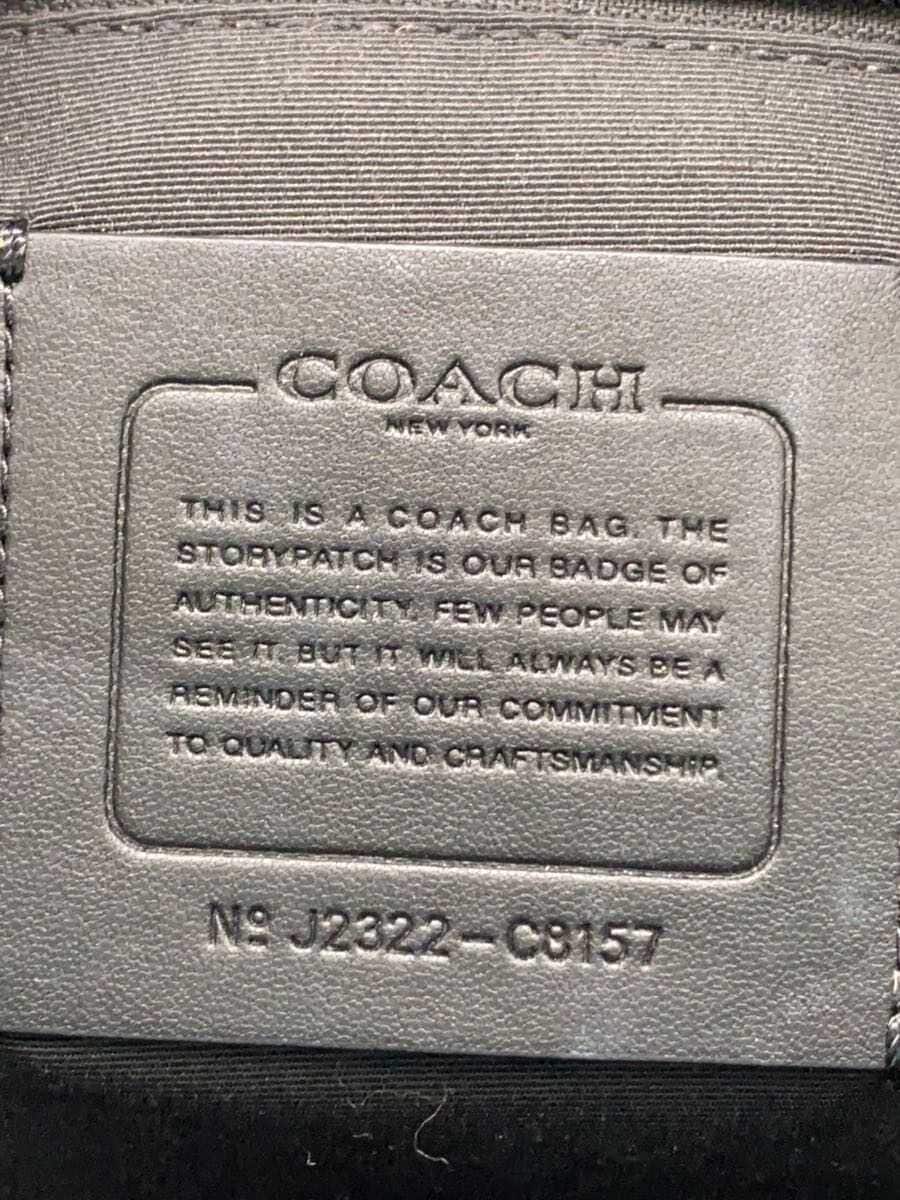 COACH
NEW YORK
THIS IS A COACH BAG. THE
STORYPATCH IS OUR BADGE OF
AUTHENTICITY. FEW PEOPLE MAY
SEE IT. BUT IT WILL ALWAYS BE A
REMINDER OF OUR COMMITMENT
TO QUALITY AND CRAFTSMANSHIP.
Nº J2322-C8157